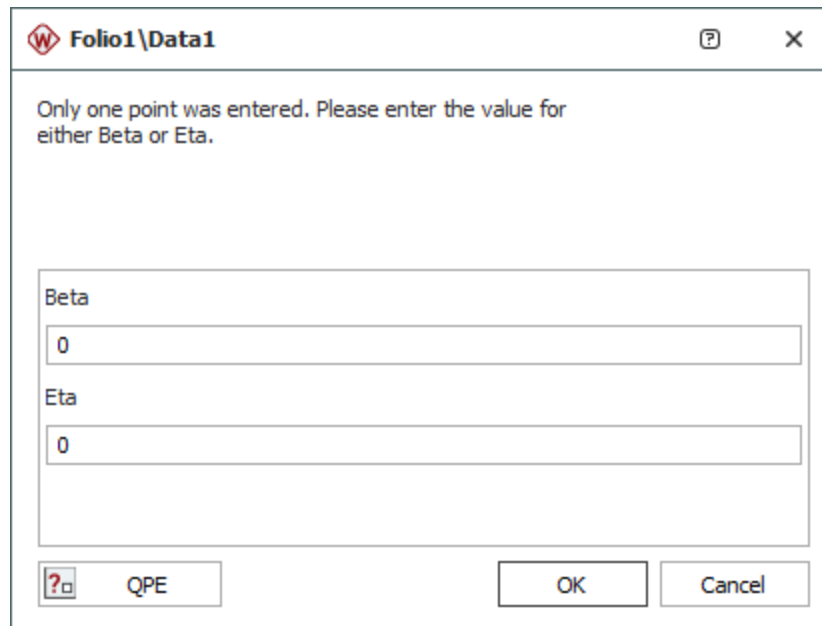 W Folio1\Data1 ?
Only one point was entered. Please enter the value for
either Beta or Eta.
Beta
0
Eta
0
? QPE OK Cancel